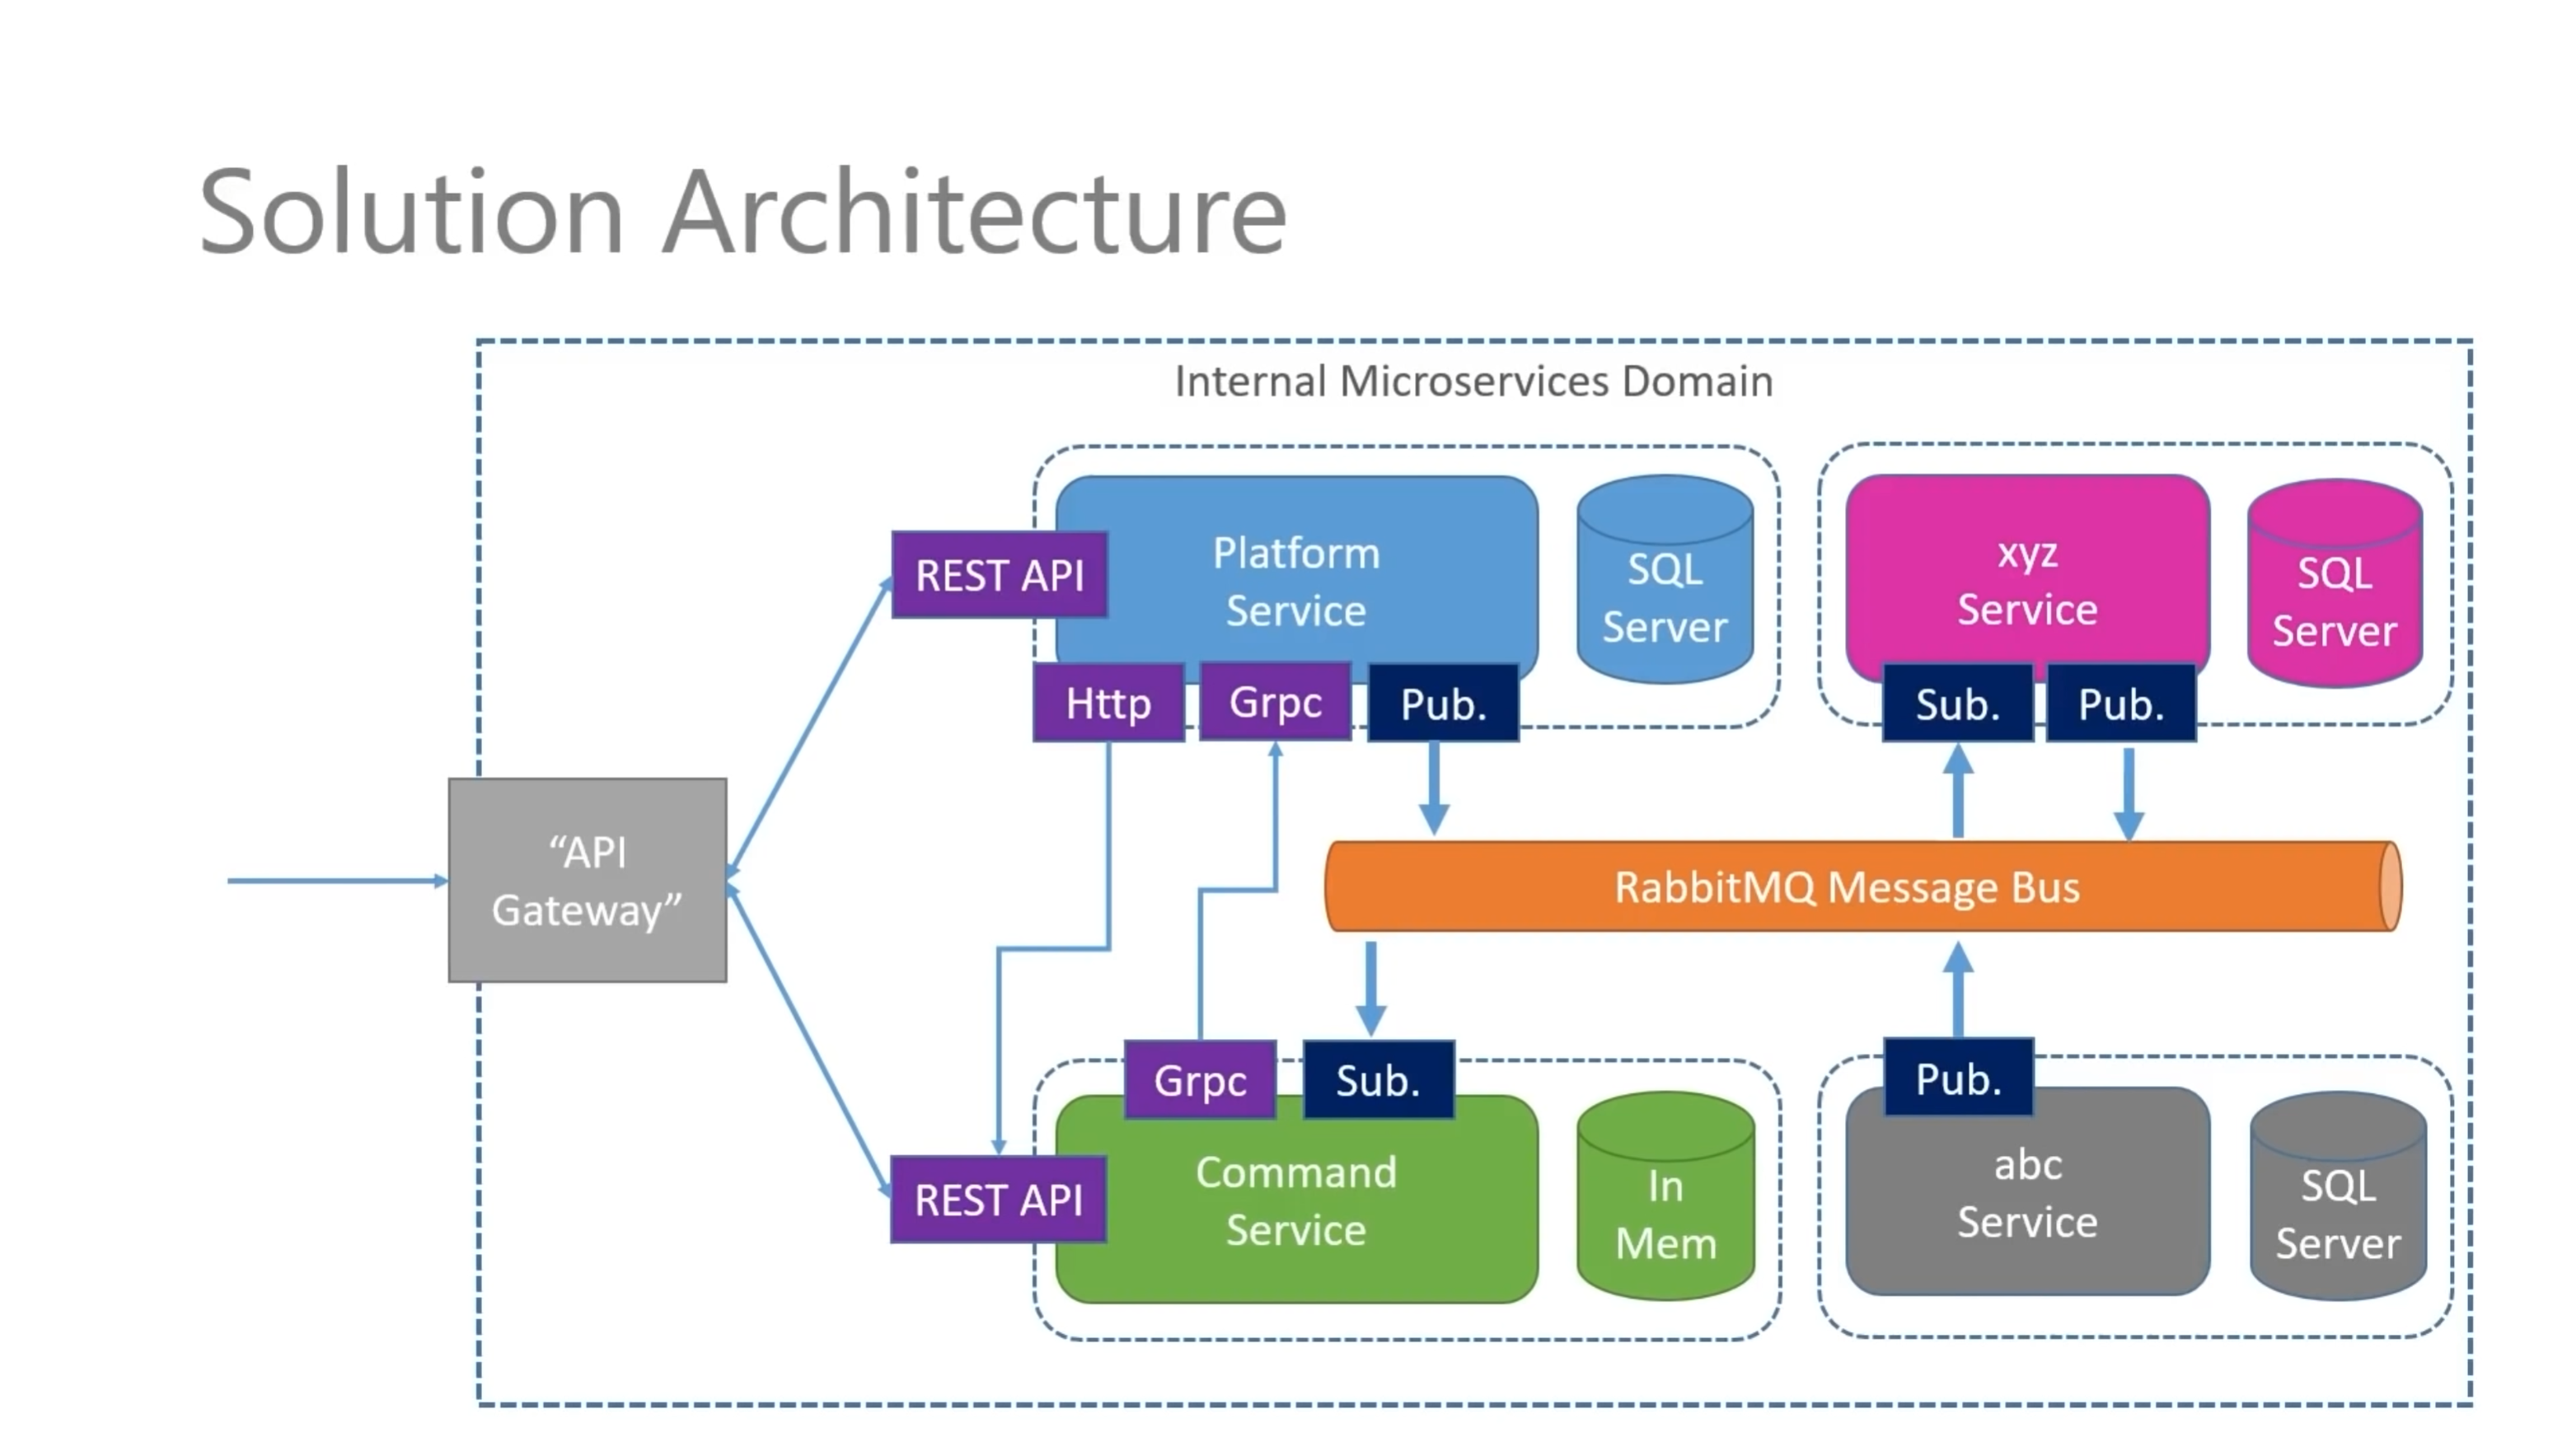 Solution Architecture
Internal Microservices Domain
REST API
Platform
Service
SQL
Server
Http
Grpc
Pub.
xyz
Service
SQL
Server
Sub.
Pub.
“API
Gateway”
RabbitMQ Message Bus
Grpc
Sub.
REST API
Command
Service
In
Mem
Pub.
abc
Service
SQL
Server